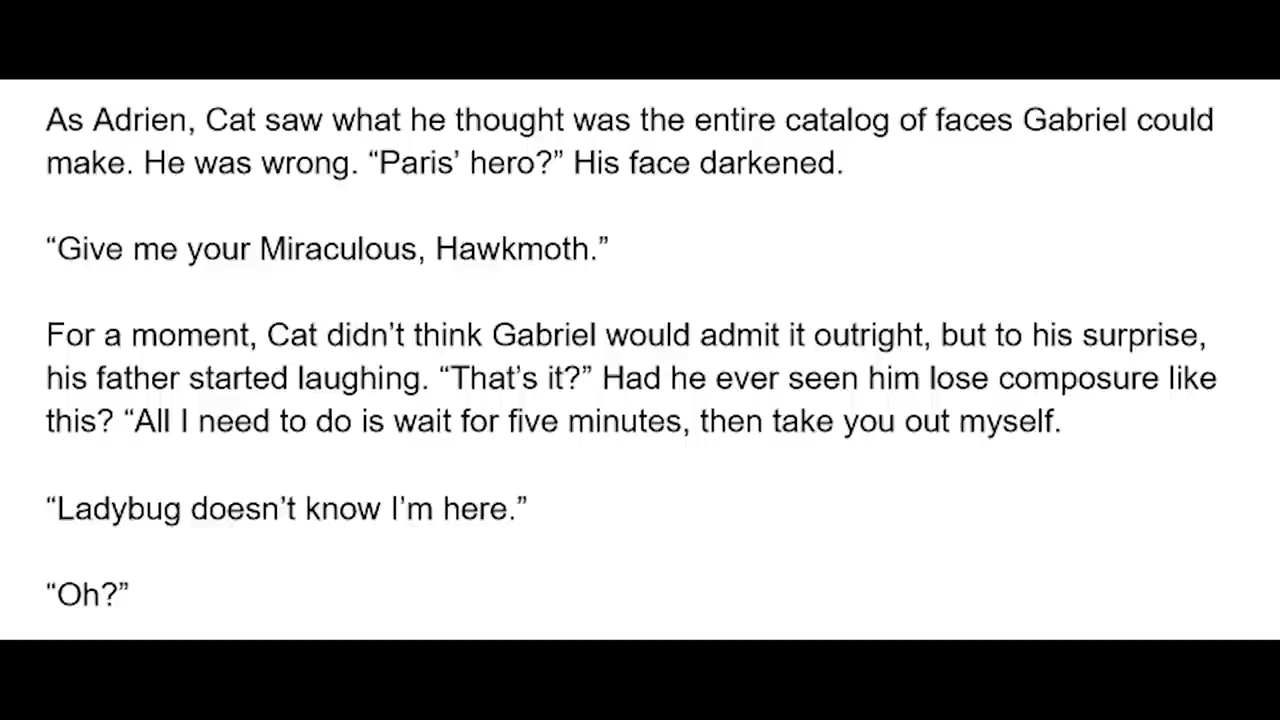 As Adrien, Cat saw what he thought was the entire catalog of faces Gabriel could
make. He was wrong. “Paris’ hero?” His face darkened.
“Give me your Miraculous, Hawkmoth.”
For a moment, Cat didn’t think Gabriel would admit it outright, but to his surprise,
his father started laughing. “That’s it?” Had he ever seen him lose composure like
this? “All I need to do is wait for five minutes, then take you out myself.
“Ladybug doesn’t know I’m here.”
“Oh?”